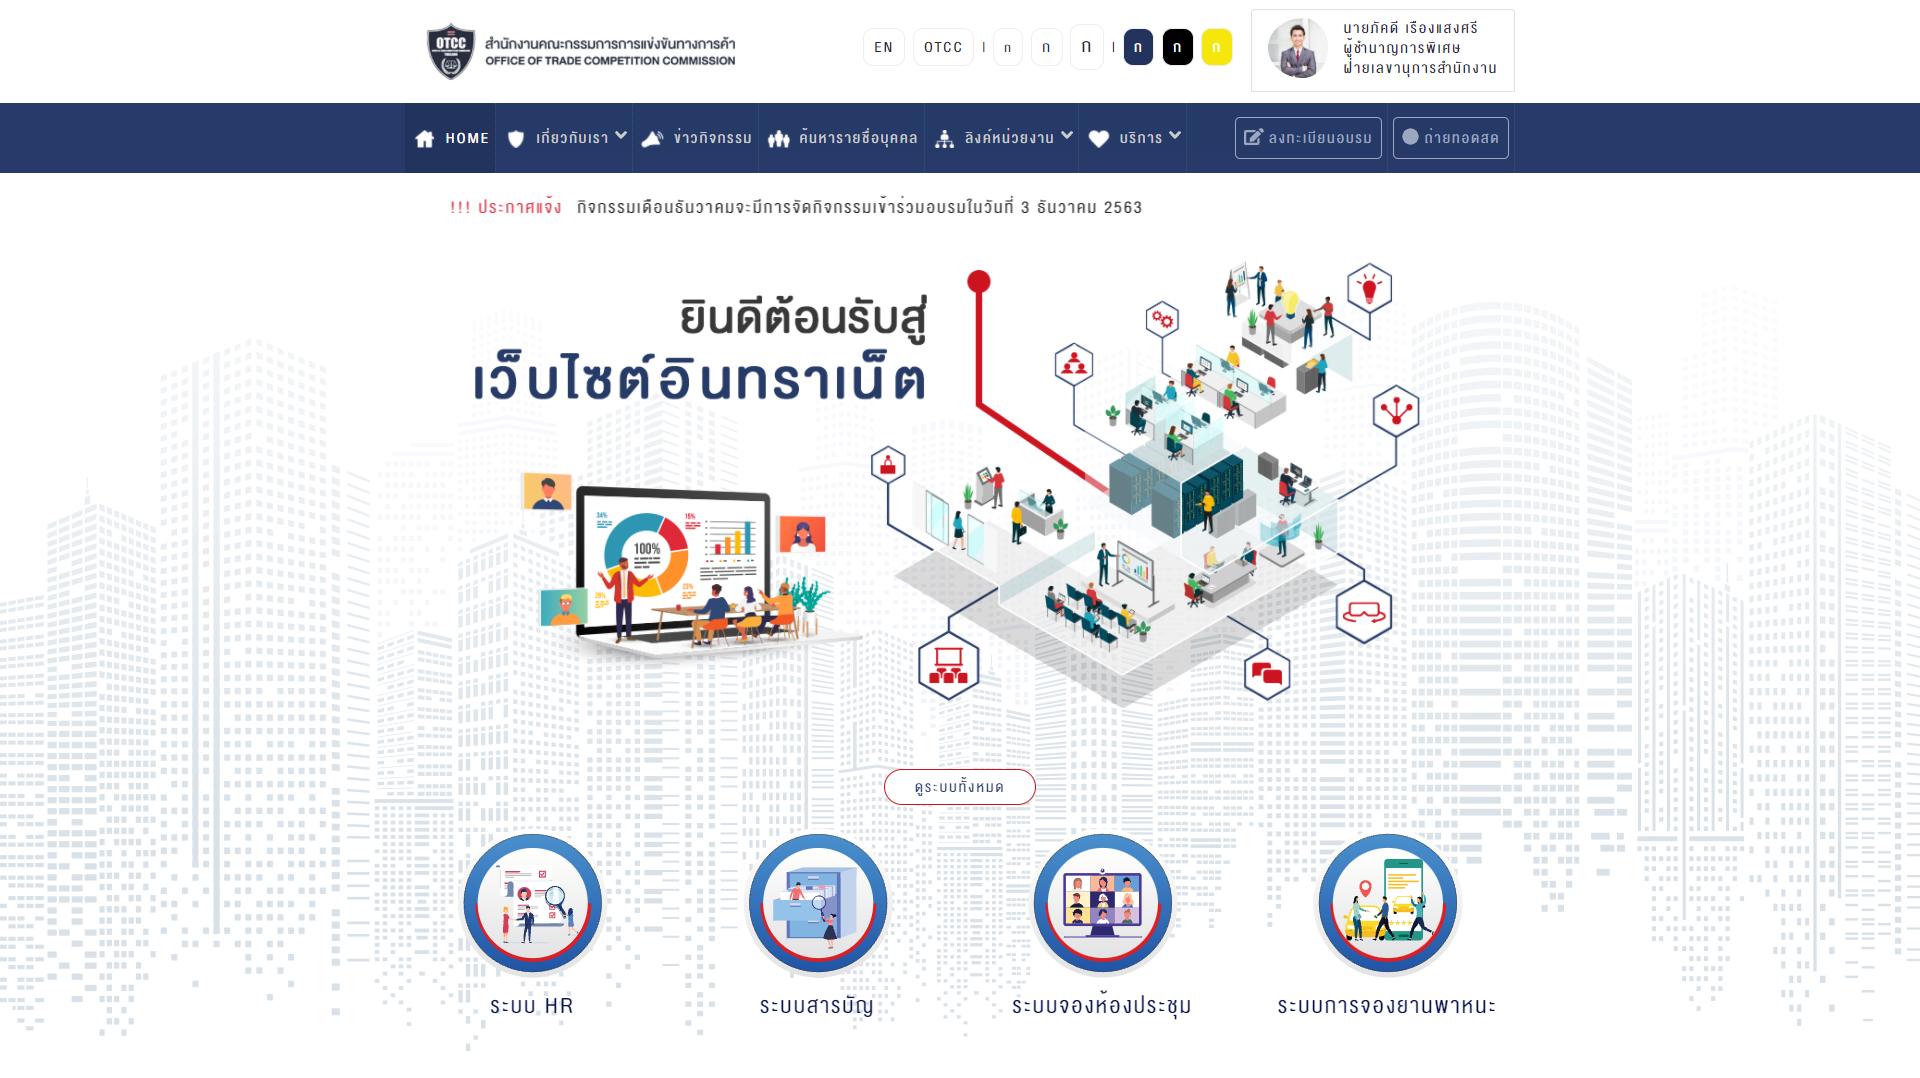 OTCC
สำนักงานคณะกรรมการการแข่งขันทางการค้า
OFFICE OF TRADE COMPETITION COMMISSION
EN OTCC | ก ก ก | ก ก ก
นายภัคดี เรืองแสงศรี
ผู้ชำนาญการพิเศษ
ฝ่ายเลขานุการสำนักงาน
HOME เกี่ยวกับเรา ข่าวกิจกรรม ค้นหารายชื่อบุคคล ลิงค์หน่วยงาน บริการ ลงทะเบียนอบรม ถ่ายทอดสด
!!! ประกาศแจ้ง กิจกรรมเดือนธันวาคมจะมีการจัดกิจกรรมเข้าร่วมอบรมในวันที่ 3 ธันวาคม 2563
ยินดีต้อนรับสู่
เว็บไซต์อินทราเน็ต
34%
15%
100%
23%
28%
ดูระบบทั้งหมด
ระบบ HR
ระบบสารบัญ
ระบบจองห้องประชุม
ระบบการจองยานพาหนะ